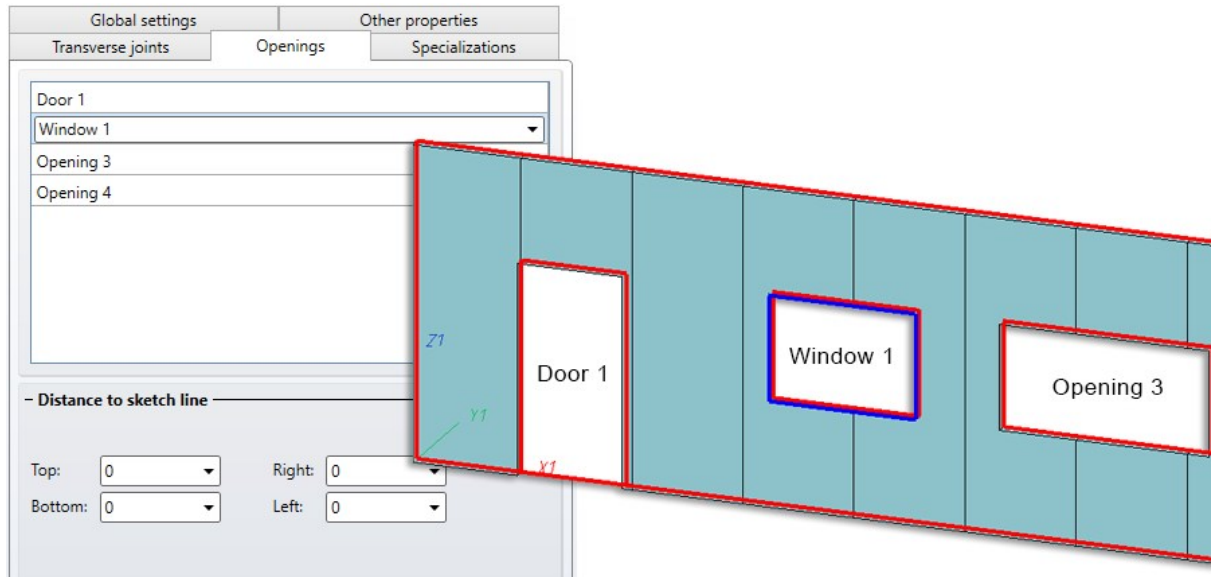 Global settings Other properties
Transverse joints Openings Specializations
Door 1
Window 1
Opening 3
Opening 4
– Distance to sketch line
Top: 0 Right: 0
Bottom: 0 Left: 0
Z1
Y1
X1
Door 1
Window 1
Opening 3